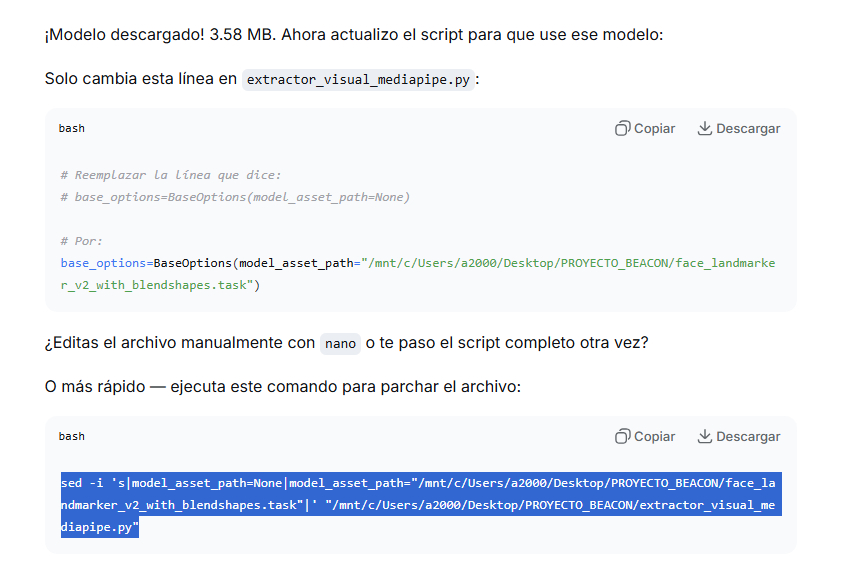 ¡Modelo descargado! 3.58 MB. Ahora actualizo el script para que use ese modelo:
Solo cambia esta línea en extractor_visual_mediapipe.py:
bash
Copiar
Descargar
# Reemplazar la línea que dice:
# base_options=BaseOptions(model_asset_path=None)
# Por:
base_options=BaseOptions(model_asset_path="/mnt/c/Users/a2000/Desktop/PROYECTO_BEACON/face_landmarke
r_v2_with_blendshapes.task")
¿Editas el archivo manualmente con nano o te paso el script completo otra vez?
O más rápido — ejecuta este comando para parchar el archivo:
bash
Copiar
Descargar
sed -i 's|model_asset_path=None|model_asset_path="/mnt/c/Users/a2000/Desktop/PROYECTO_BEACON/face_la
ndmarker_v2_with_blendshapes.task"|' "/mnt/c/Users/a2000/Desktop/PROYECTO_BEACON/extractor_visual_me
diapipe.py"